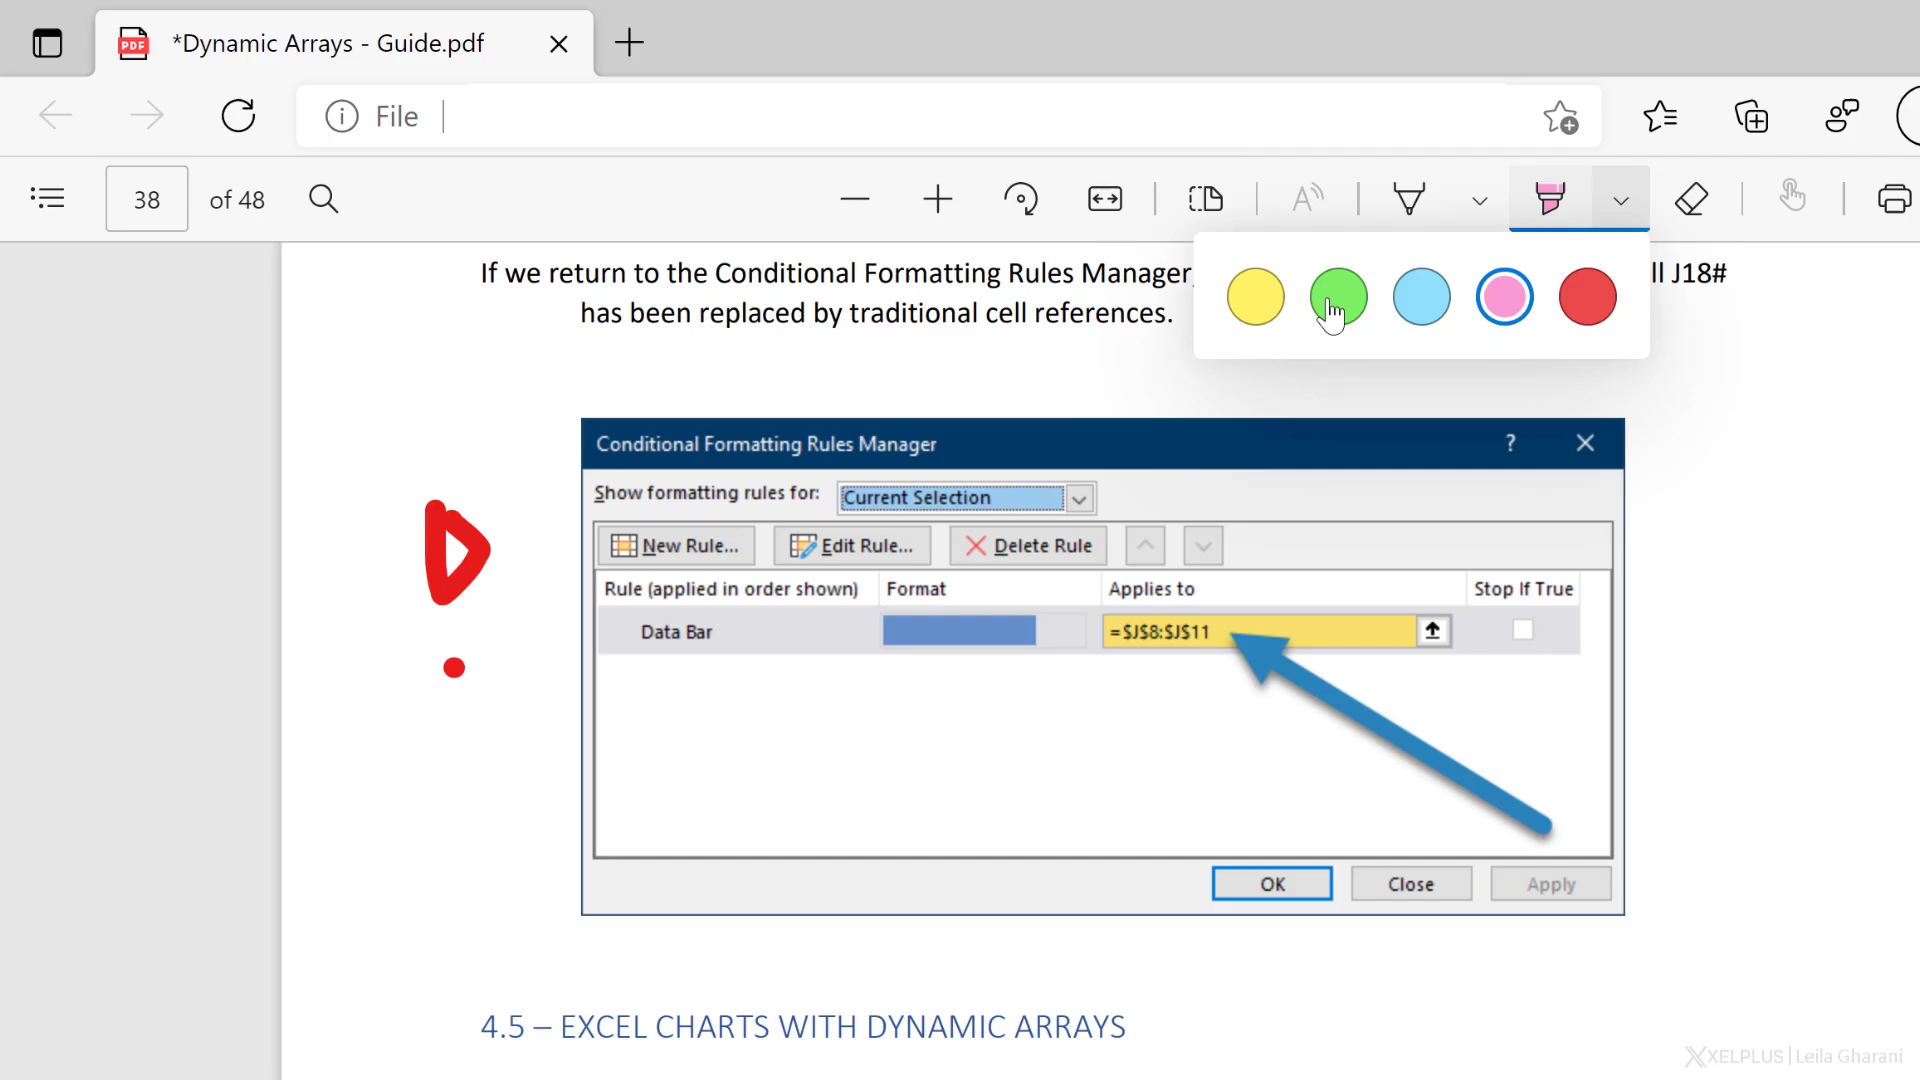 PDF *Dynamic Arrays - Guide.pdf
File
38 of 48
If we return to the Conditional Formatting Rules Manager, ll J18#
has been replaced by traditional cell references.
Conditional Formatting Rules Manager ?
Show formatting rules for: Current Selection
New Rule... Edit Rule... Delete Rule
Rule (applied in order shown) Format Applies to Stop If True
Data Bar =$J$8:$J$11
OK Close Apply
4.5 – EXCEL CHARTS WITH DYNAMIC ARRAYS
XELPLUS | Leila Gharani